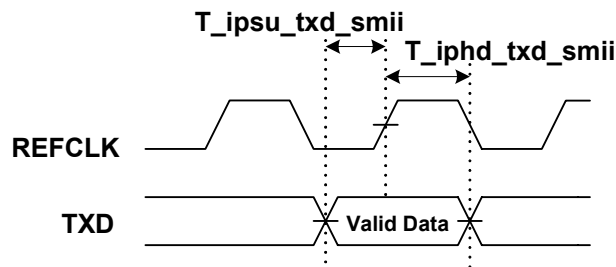 T_ipsu_txd_smii
T_iphd_txd_smii
REFCLK
TXD
Valid Data